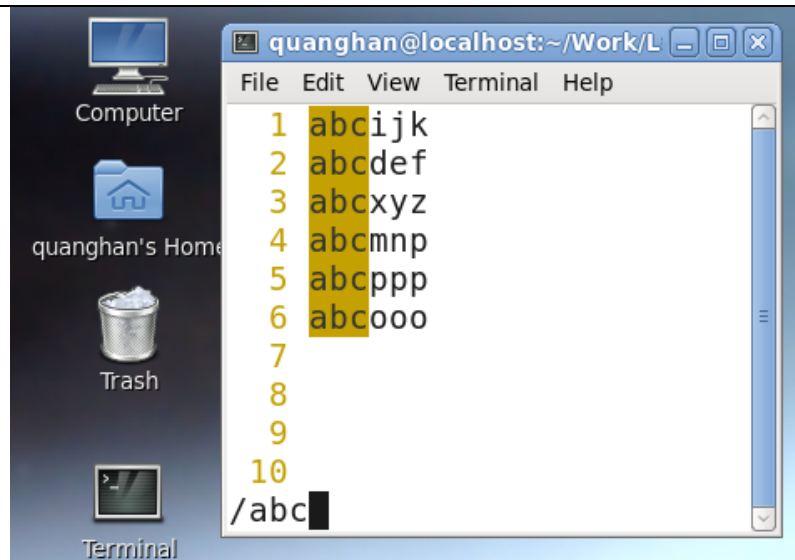 Computer
quanghan's Home
Trash
Terminal
quanghan@localhost:~/Work/L
File Edit View Terminal Help
1 abcijk
2 abcdef
3 abcxyz
4 abcmnp
5 abcppp
6 abcooo
7
8
9
10
/abc